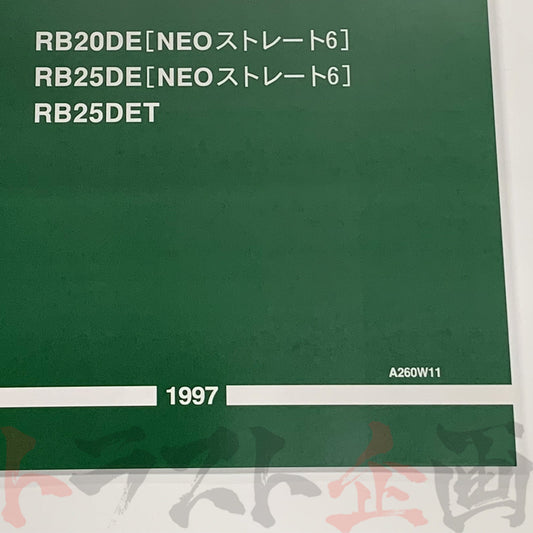 RB20DE[NEOストレート6]
RB25DE[NEOストレート6]
RB25DET
A260W11
1997
トラスト企画